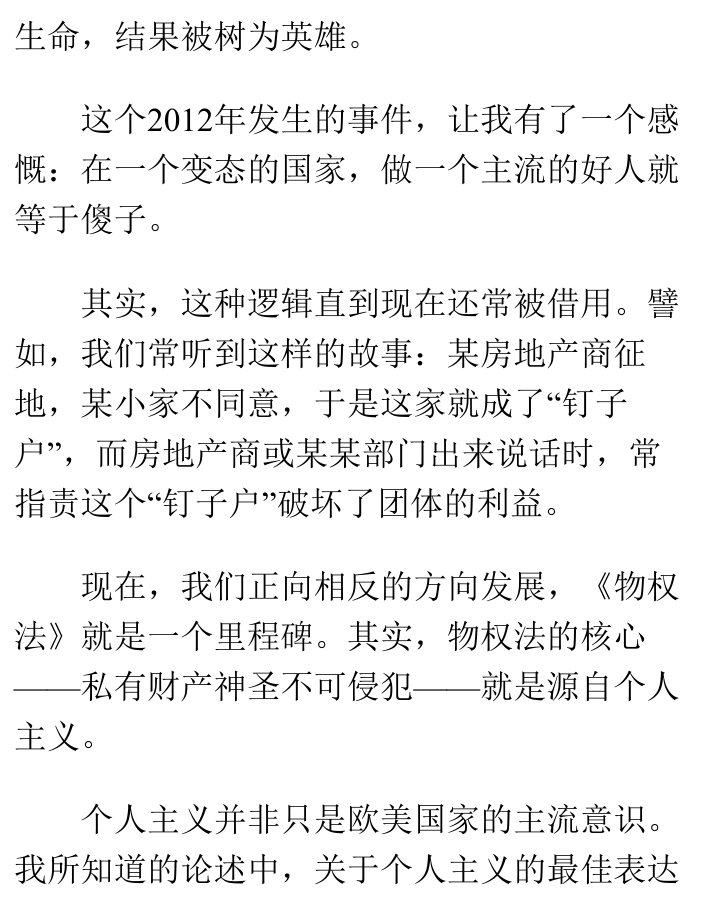 生命，结果被树为英雄。
这个2012年发生的事件，让我有了一个感
慨：在一个变态的国家，做一个主流的好人就
等于傻子。
其实，这种逻辑直到现在还常被借用。譬
如，我们常听到这样的故事：某房地产商征
地，某小家不同意，于是这家就成了“钉子
户”，而房地产商或某某部门出来说话时，常
指责这个“钉子户”破坏了团体的利益。
现在，我们正向相反的方向发展，《物权
法》就是一个里程碑。其实，物权法的核心
——私有财产神圣不可侵犯——就是源自个人
主义。
个人主义并非只是欧美国家的主流意识。
我所知道的论述中，关于个人主义的最佳表达